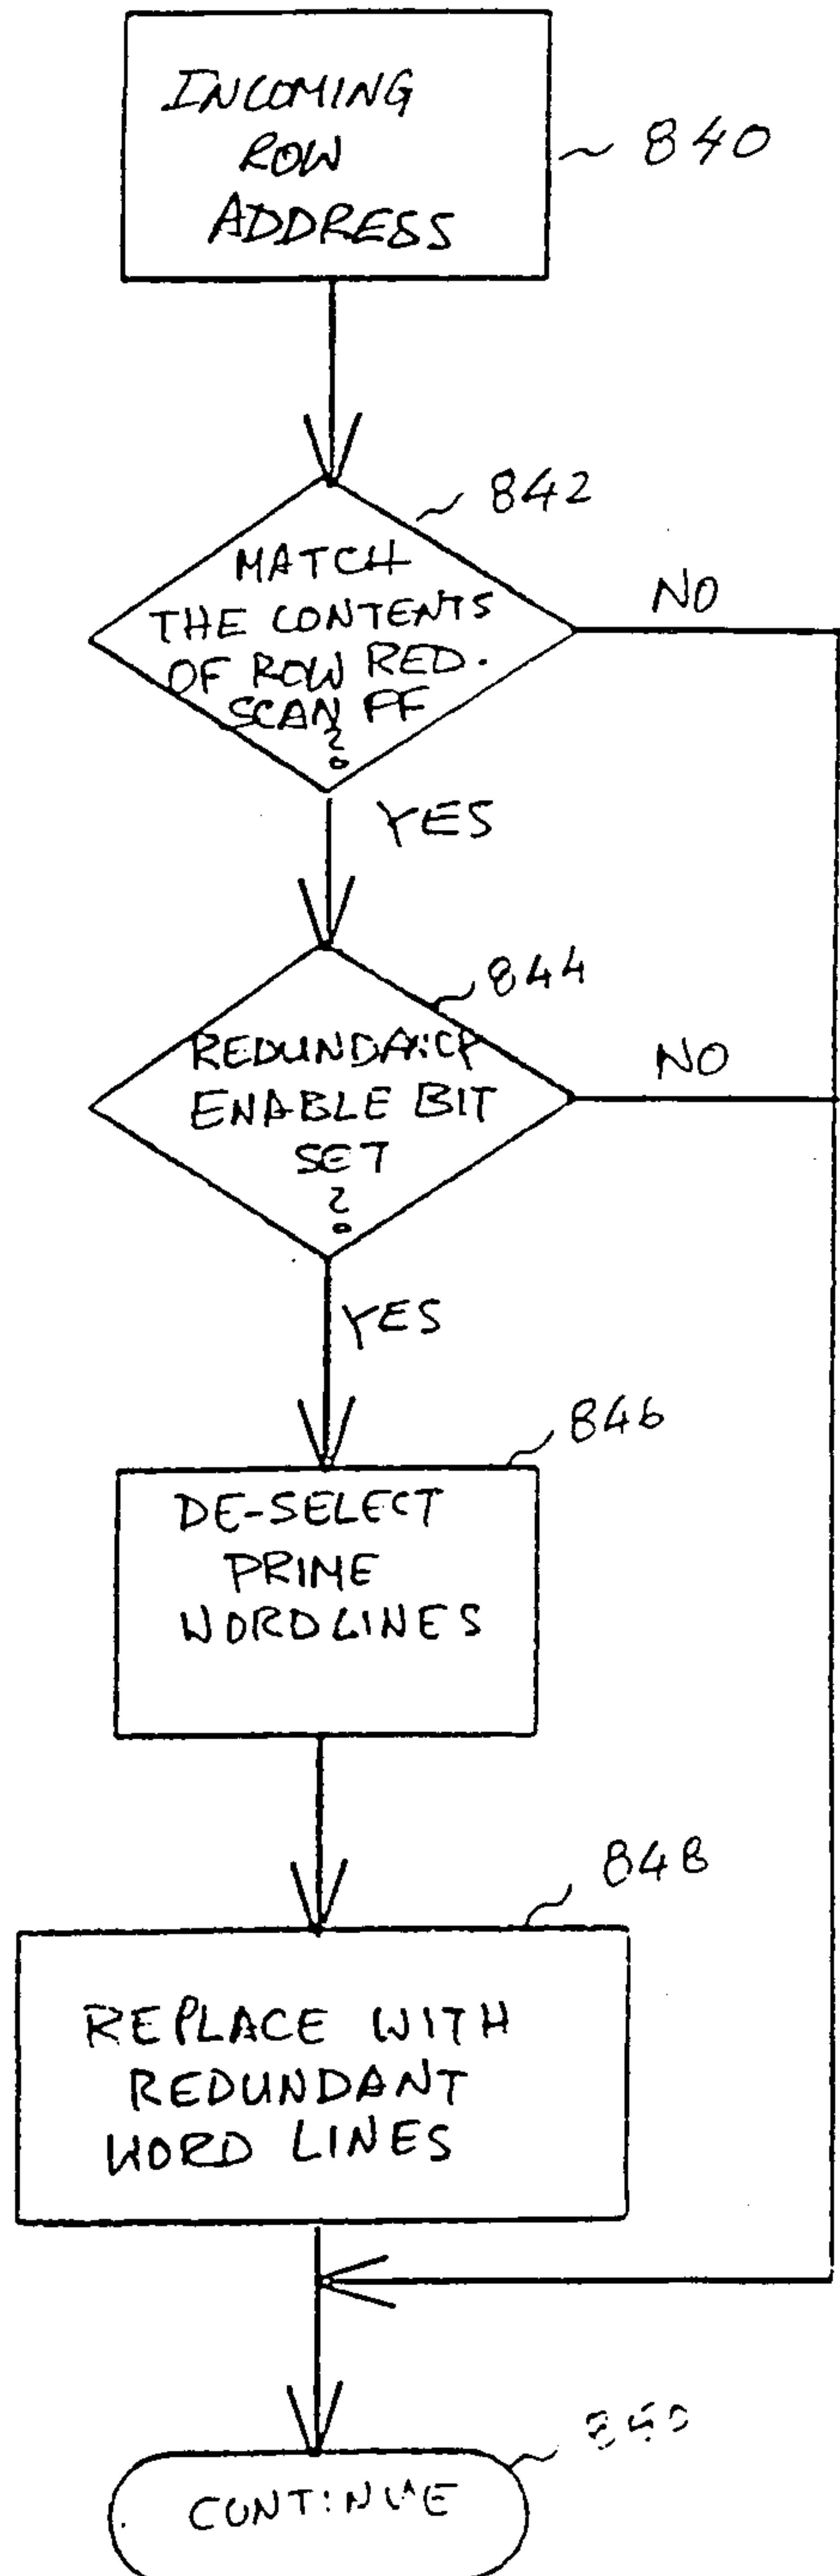 INCOMING
ROW
ADDRESS
840
842
MATCH
THE CONTENTS
OF ROW RED.
SCAN FF
?
NO
YES
844
REDUNDANCY
ENABLE BIT
SET
?
NO
YES
846
DE-SELECT
PRIME
WORDLINES
848
REPLACE WITH
REDUNDANT
WORD LINES
850
CONTINUE